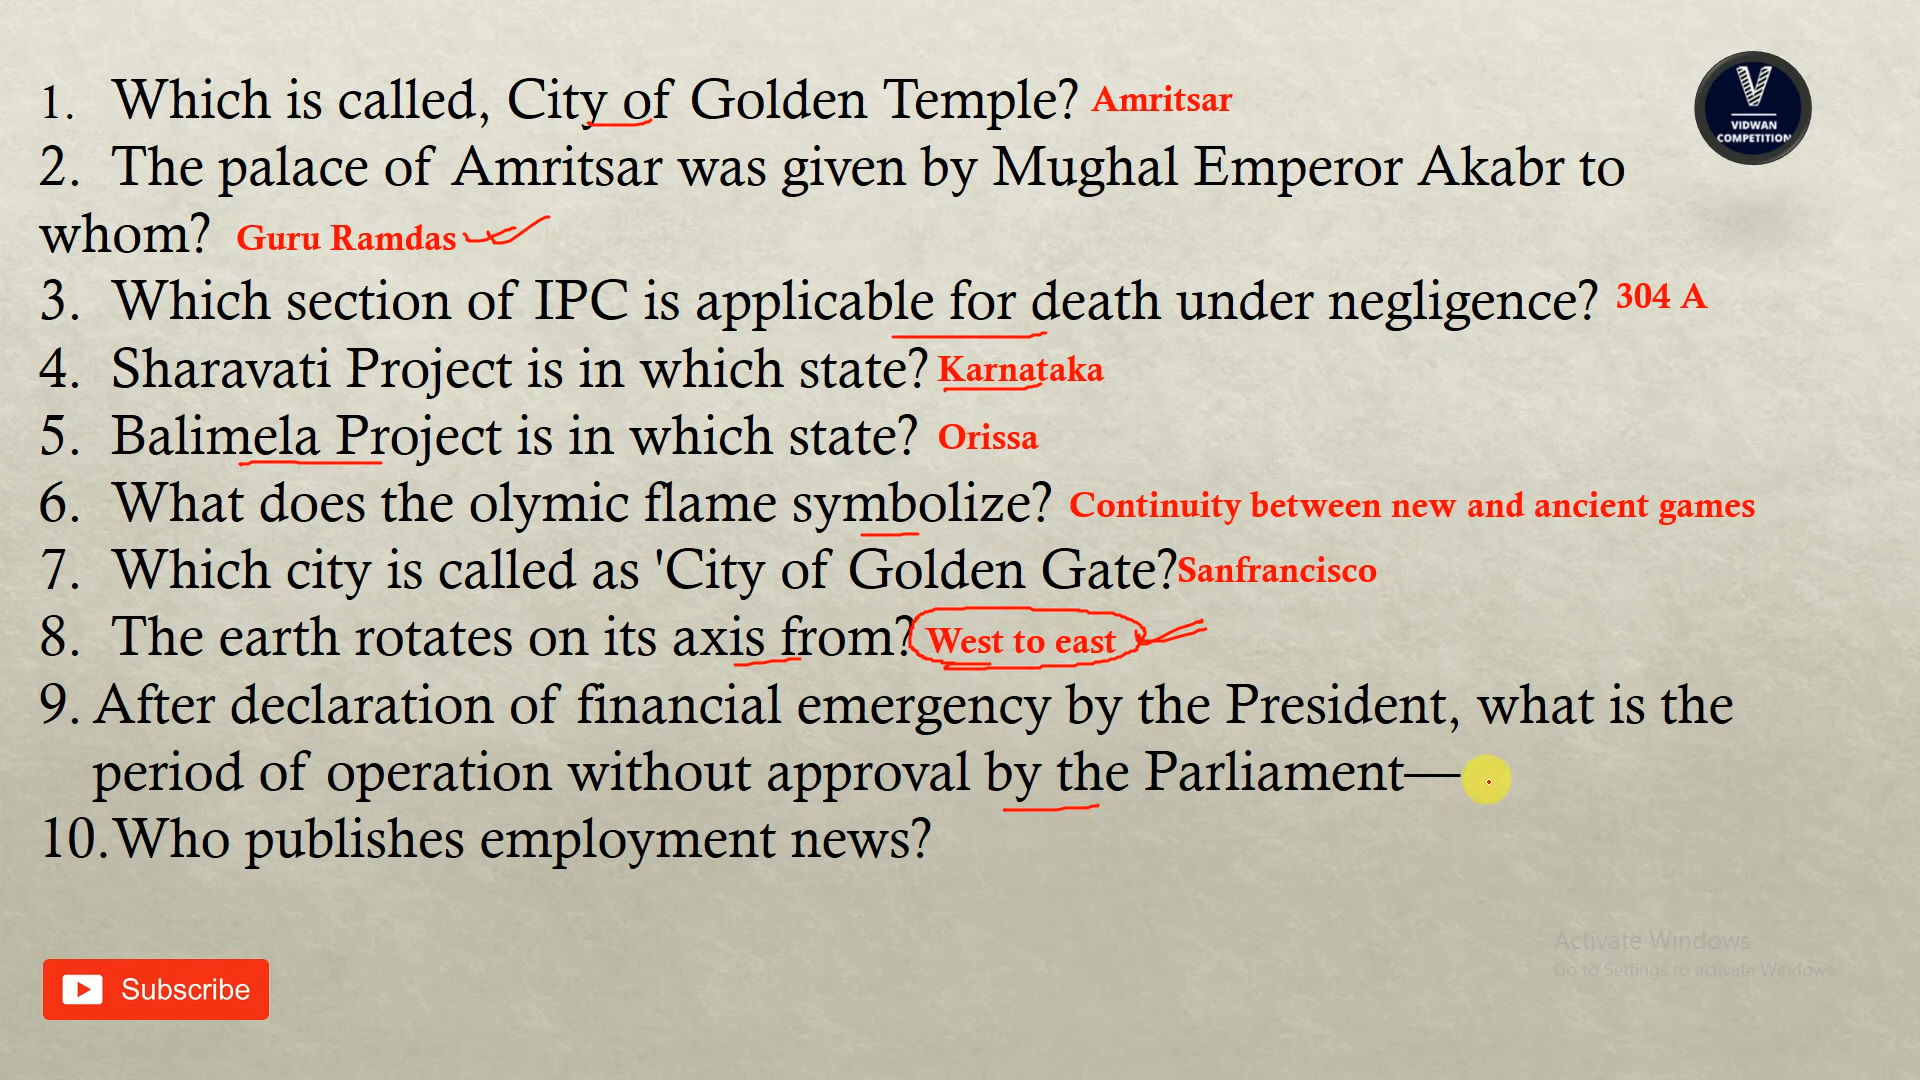 1. Which is called, City of Golden Temple? Amritsar
VIDWAN
COMPETITION
2. The palace of Amritsar was given by Mughal Emperor Akabr to
whom? Guru Ramdas
3. Which section of IPC is applicable for death under negligence? 304 A
4. Sharavati Project is in which state? Karnataka
5. Balimela Project is in which state? Orissa
6. What does the olymic flame symbolize? Continuity between new and ancient games
7. Which city is called as 'City of Golden Gate? Sanfrancisco
8. The earth rotates on its axis from? West to east
9. After declaration of financial emergency by the President, what is the
period of operation without approval by the Parliament—
10. Who publishes employment news?
Activate Windows
Go to Settings to activate Windows.
Subscribe